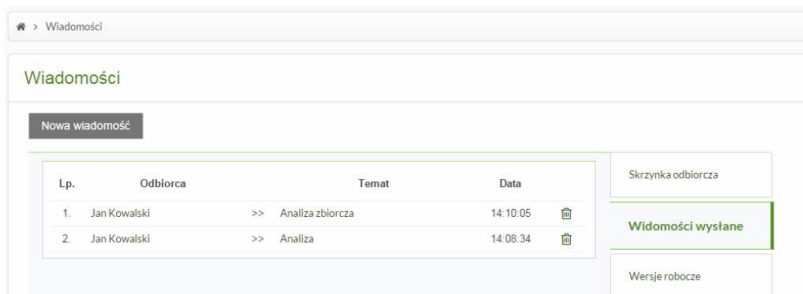 > Wiadomości
Wiadomości
Nowa wiadomość
Lp. Odbiorca Temat Data
1. Jan Kowalski >> Analiza zbiorcza 14:10:05
2. Jan Kowalski >> Analiza 14:08:34
Skrzynka odbiorcza
Widomości wysłane
Wersje robocze